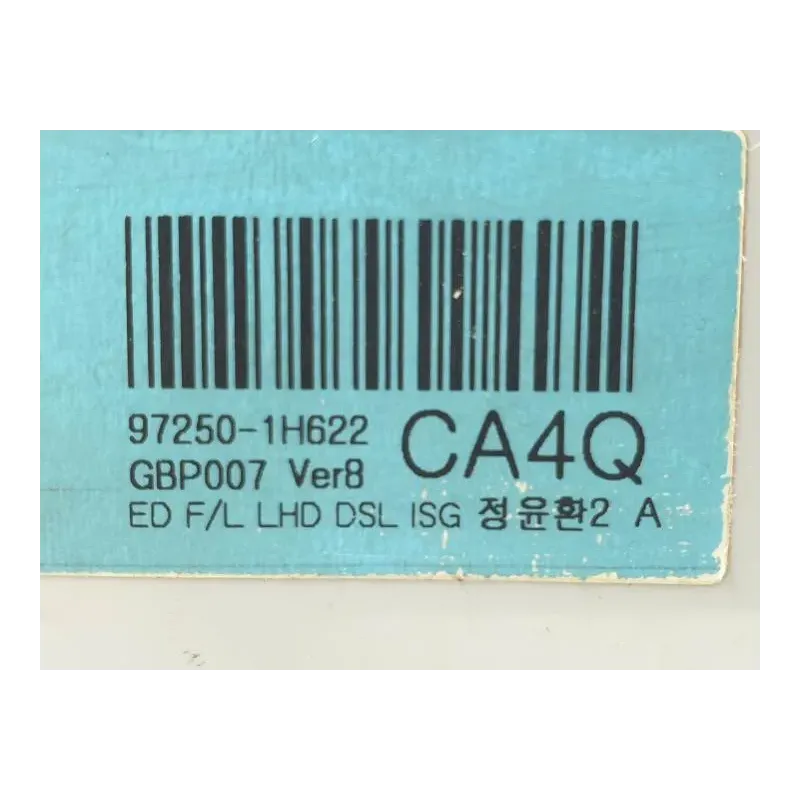 97250-1H622 CA4Q
GBP007 Ver8
ED F/L LHD DSL ISG 정윤환2 A